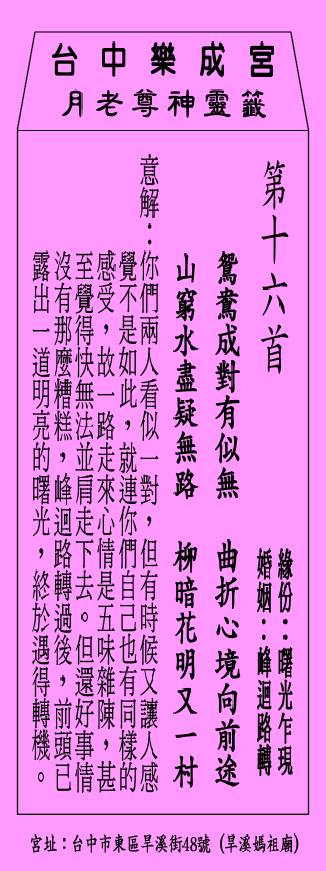 台中樂成宮
月老尊神靈籤
第十六首
緣份：曙光乍現
婚姻：峰迴路轉
鴛鴦成對有似無　曲折心境向前途
山窮水盡疑無路　柳暗花明又一村
意解：你們兩人看似一對，但有時候又讓人感
覺不是如此，就連你們自己也有同樣的
感受，故一路走來心情是五味雜陳，甚
至覺得快無法並肩走下去。但還好事情
沒有那麼糟糕，峰迴路轉過後，前頭已
露出一道明亮的曙光，終於遇得轉機。
宮址：台中市東區旱溪街48號（旱溪媽祖廟）